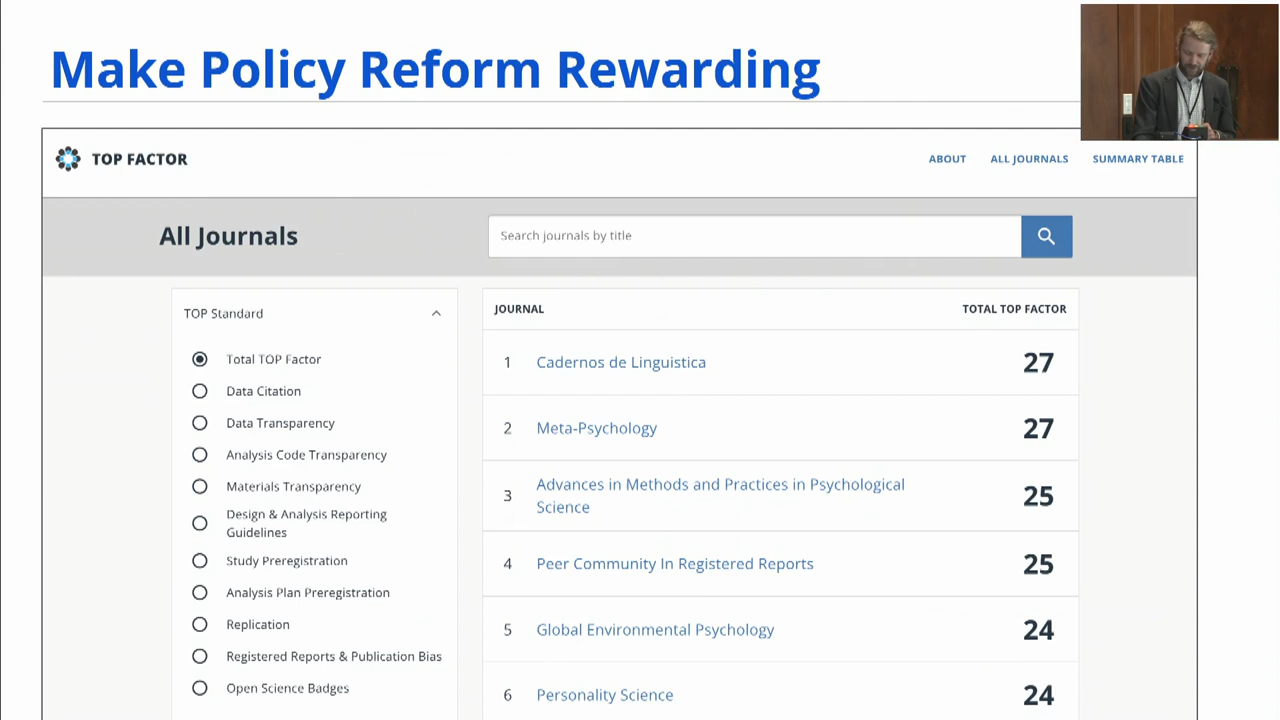 Make Policy Reform Rewarding
TOP FACTOR
ABOUT
ALL JOURNALS
SUMMARY TABLE
All Journals
Search journals by title
TOP Standard
Total TOP Factor
Data Citation
Data Transparency
Analysis Code Transparency
Materials Transparency
Design & Analysis Reporting
Guidelines
Study Preregistration
Analysis Plan Preregistration
Replication
Registered Reports & Publication Bias
Open Science Badges
JOURNAL
TOTAL TOP FACTOR
1 Cadernos de Linguistica 27
2 Meta-Psychology 27
3 Advances in Methods and Practices in Psychological
Science 25
4 Peer Community In Registered Reports 25
5 Global Environmental Psychology 24
6 Personality Science 24